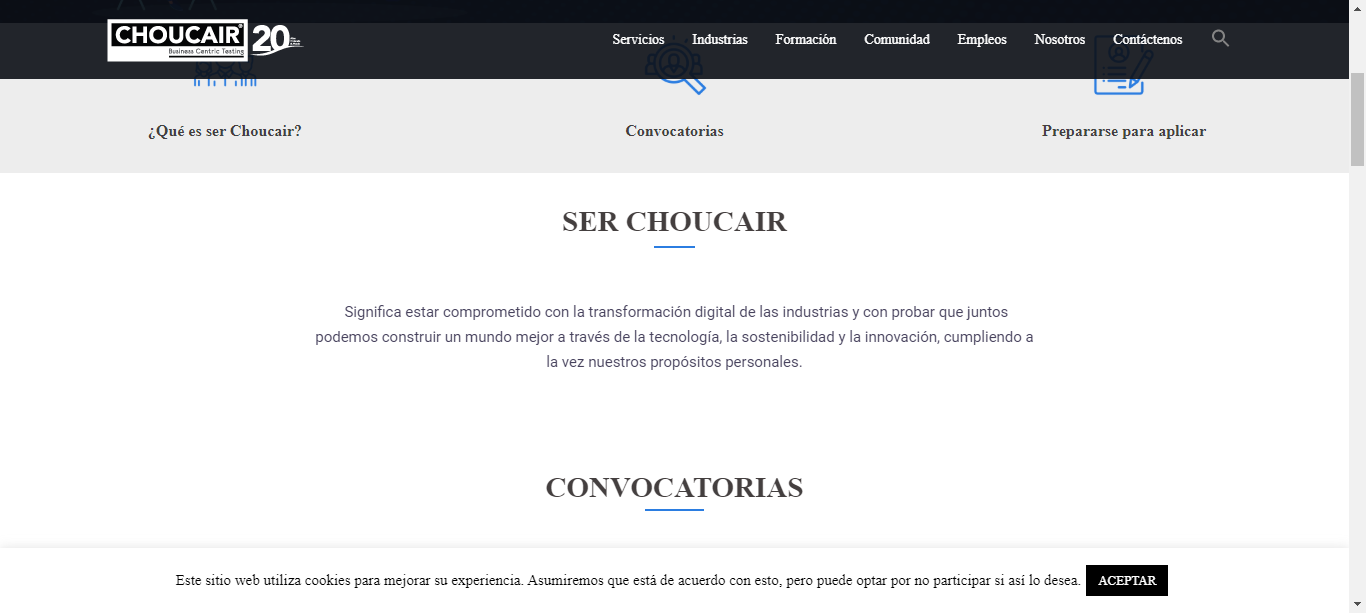 CHOUCAIR
Business Centric Testing
20
Servicios Industrias Formación Comunidad Empleos Nosotros Contáctenos
¿Qué es ser Choucair? Convocatorias Prepararse para aplicar
SER CHOUCAIR
Significa estar comprometido con la transformación digital de las industrias y con probar que juntos
podemos construir un mundo mejor a través de la tecnología, la sostenibilidad y la innovación, cumpliendo a
la vez nuestros propósitos personales.
CONVOCATORIAS
Este sitio web utiliza cookies para mejorar su experiencia. Asumiremos que está de acuerdo con esto, pero puede optar por no participar si así lo desea. ACEPTAR